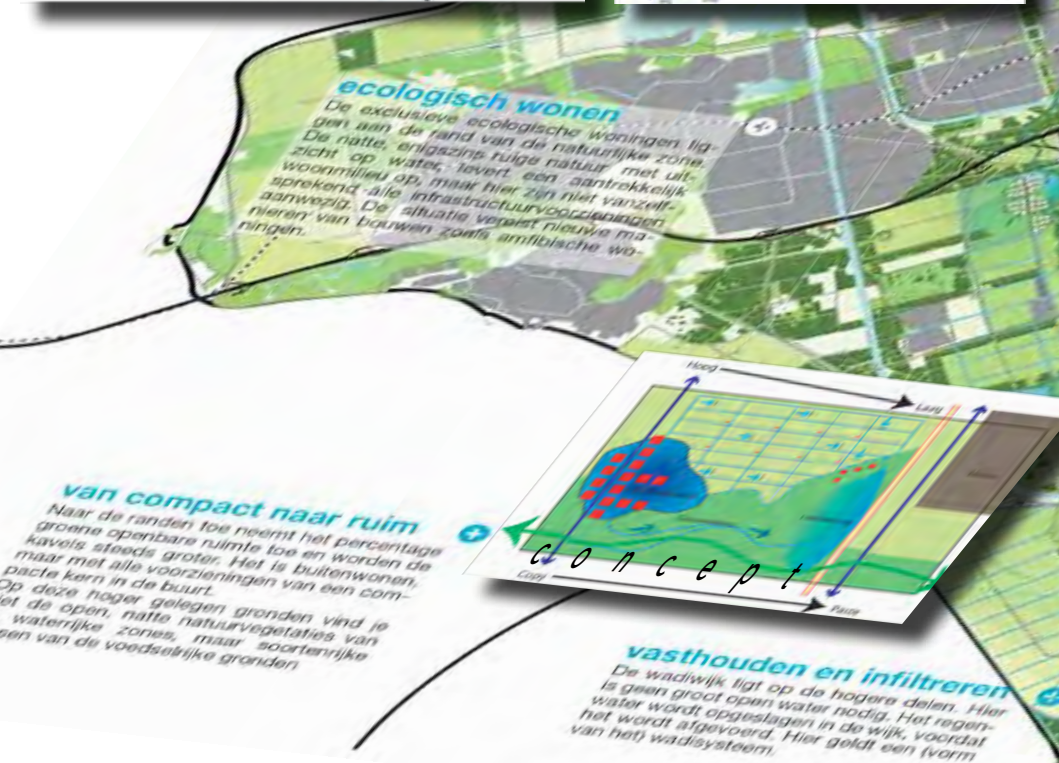 ecologisch wonen
De exclusieve ecologische woningen lig-
gen aan de rand van de natuurlijke zone.
De natte, enigszins ruige natuur met uit-
zicht op water, levert een aantrekkelijk
woonmilieu op, maar hier zijn niet vanzelf-
sprekend alle infrastructuurvoorzieningen
aanwezig. De situatie vereist nieuwe ma-
nieren van bouwen zoals amfibische wo-
ningen.
Hoog
Laag
concept
Copy
Paste
van compact naar ruim
Naar de randen toe neemt het percentage
groene openbare ruimte toe en worden de
kavels steeds groter. Het is buitenwonen,
maar met alle voorzieningen van een com-
pacte kern in de buurt.
Op deze hoger gelegen gronden vind je
et de open, natte natuurvegetaties van
waterrijke zones, maar soortenrijke
sen van de voedselrijke gronden
vasthouden en infiltreren
De wadiwijk ligt op de hogere delen. Hier
is geen groot open water nodig. Het regen-
water wordt opgeslagen in de wijk, voordat
het wordt afgevoerd. Hier geldt een (vorm
van het) wadisysteem.